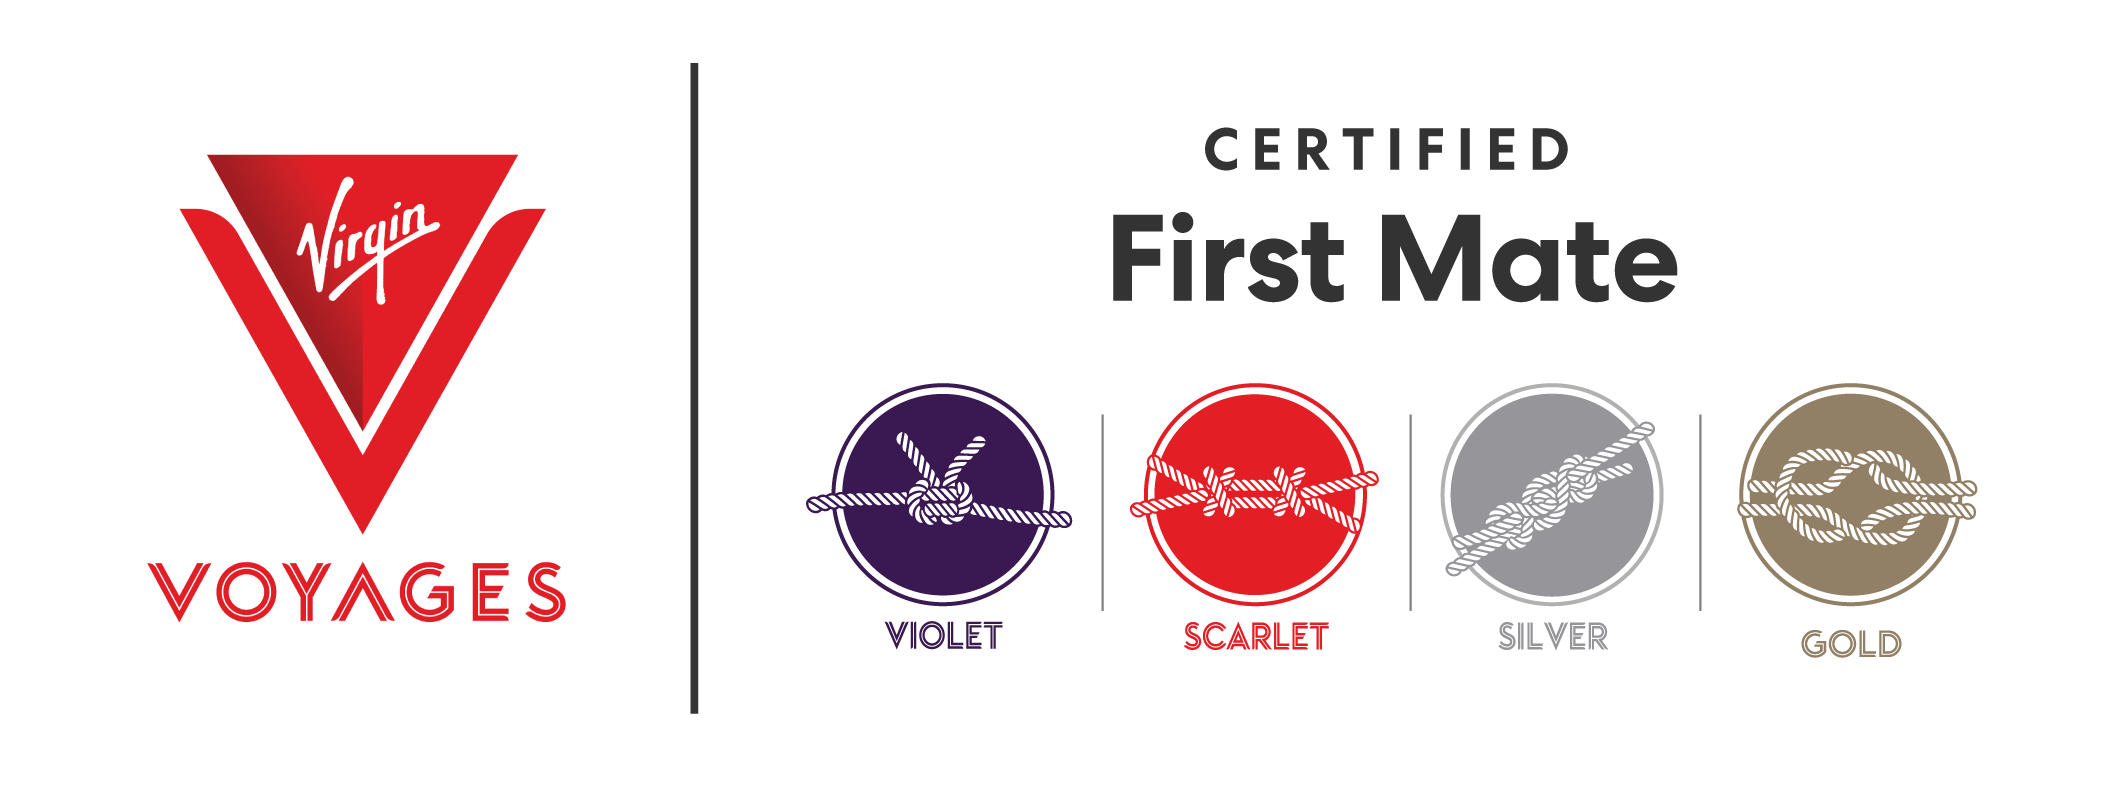 Virgin
VOYAGES
CERTIFIED
First Mate
VIOLET
SCARLET
SILVER
GOLD